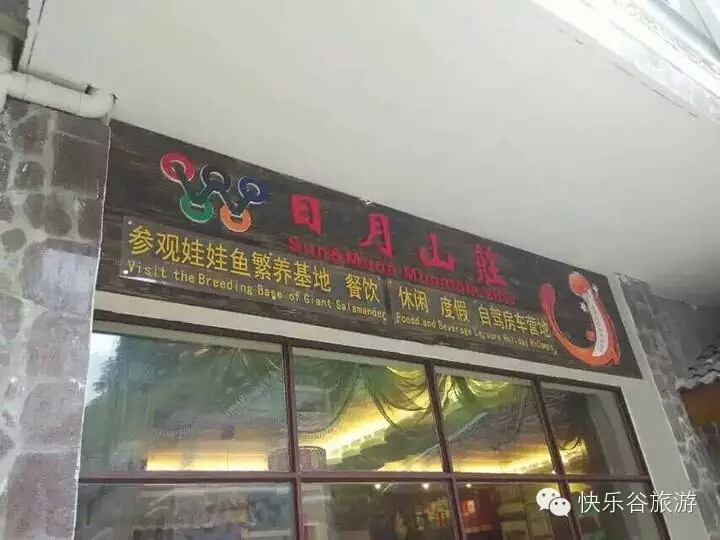 日月山莊
Sun&Moon Mountain Villa
参观娃娃鱼繁养基地 餐饮 休闲 度假 自驾房车营地
Visit the Breeding Base of Giant Salamander Foodd and Beverage Leisure Holiday
快乐谷旅游